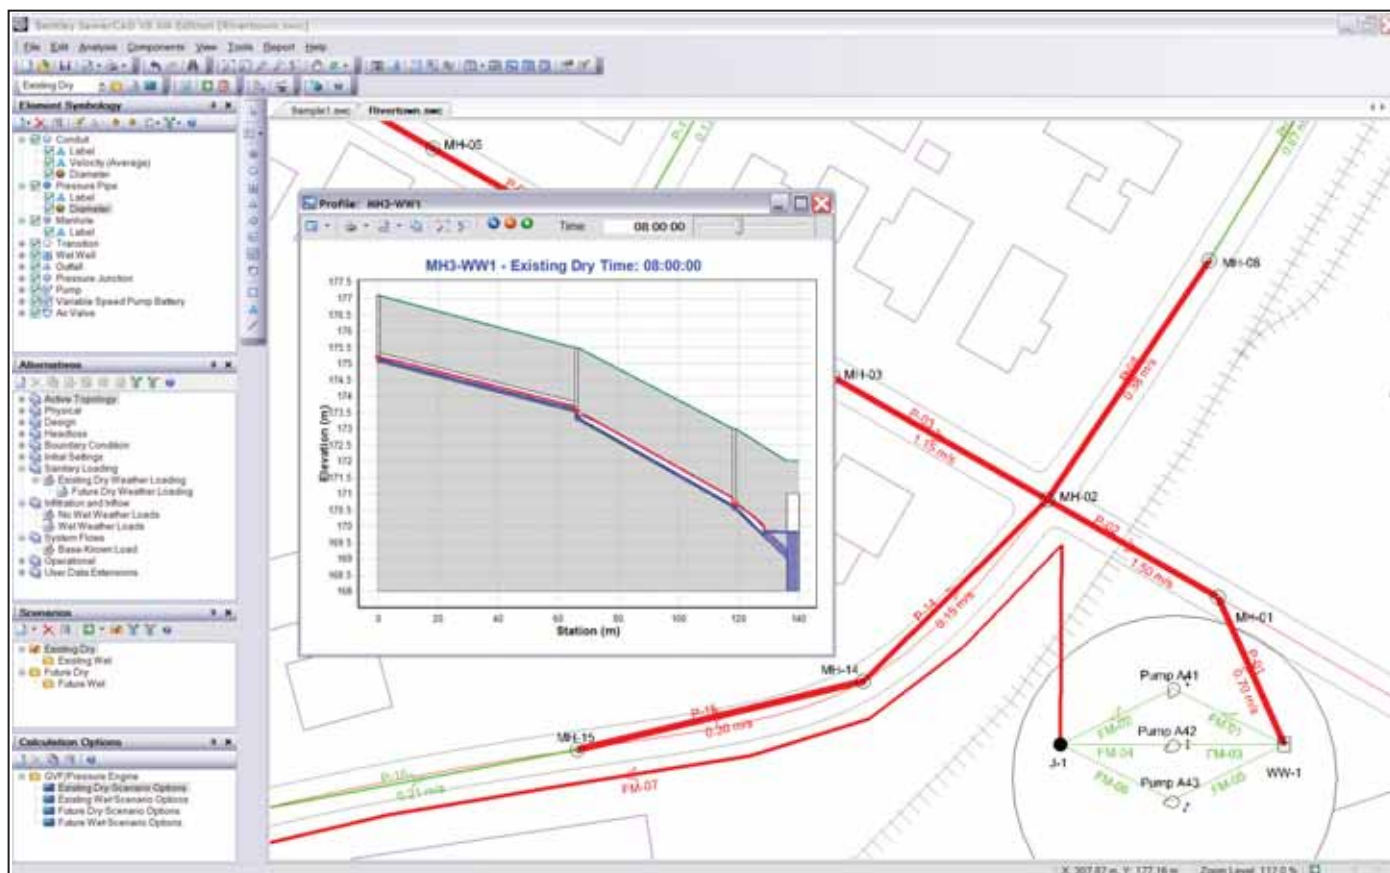 Bentley SewerCAD V8 XM Edition [Rivertown.swc]
File Edit Analysis Components View Tools Report Help
Existing Dry
Element Symbology
Conduit
Label
Velocity (Average)
Diameter
Pressure Pipe
Label
Diameter
Manhole
Label
Transition
Wet Well
Outfall
Pressure Junction
Pump
Variable Speed Pump Battery
Air Valve
Alternatives
Active Topology
Physical
Design
Headloss
Boundary Condition
Initial Settings
Sanitary Loading
Existing Dry Weather Loading
Future Dry Weather Loading
Infiltration and Inflow
No Wet Weather Loads
Wet Weather Loads
System Flows
Base-Known Load
Operational
User Data Extensions
Scenarios
Existing Dry
Existing Wet
Future Dry
Future Wet
Calculation Options
GVF/Pressure Engine
Existing Dry-Scenario Options
Existing Wet-Scenario Options
Future Dry-Scenario Options
Future Wet-Scenario Options
Sample1.swc Rivertown.swc
MH-05
Profile: MH3-WW1
Time 08:00:00
MH3-WW1 - Existing Dry Time: 08:00:00
Elevation (m)
177.5
177
176.5
176
175.5
175
174.5
174
173.5
173
172.5
172
171.5
171
170.5
170
169.5
169
168.5
168
0 20 40 60 80 100 120 140
Station (m)
MH-08
0.38 m/s
MH-03
P-03
1.15 m/s
MH-02
P-02
1.50 m/s
MH-01
P-01
0.70 m/s
P-14
0.15 m/s
MH-14
MH-15
0.21 m/s
FM-07
Pump A41
FM-01
Pump A42
FM-04
FM-03
Pump A43
FM-06
FM-05
J-1
WW-1
X: 307.87 m, Y: 177.16 m Zoom Level: 117.0 %